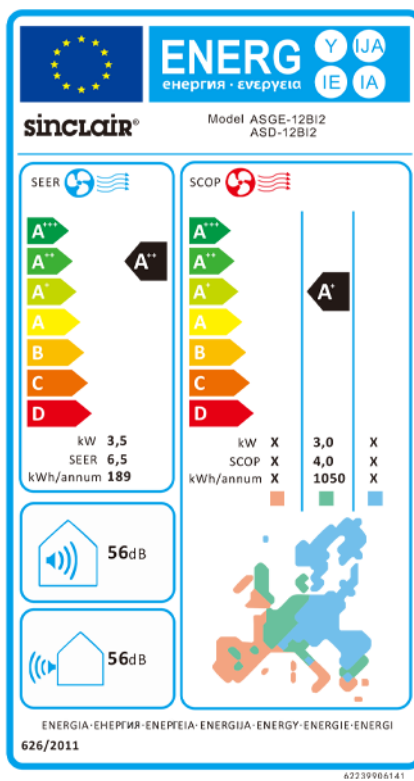 ENERG
енергия · ενεργεια
Y IJA
IE IA
sinclair®
Model ASGE-12BI2
ASD-12BI2
SEER
A+++
A++
A+
A
B
C
D
A++
kW 3,5
SEER 6,5
kWh/annum 189
SCOP
A+++
A++
A+
A
B
C
D
A+
kW X 3,0 X
SCOP X 4,0 X
kWh/annum X 1050 X
56dB
56dB
ENERGIA·ЕНЕРГИЯ·ΕΝΕΡΓΕΙΑ·ENERGIJA·ENERGY·ENERGIE·ENERGI
626/2011
62239906141